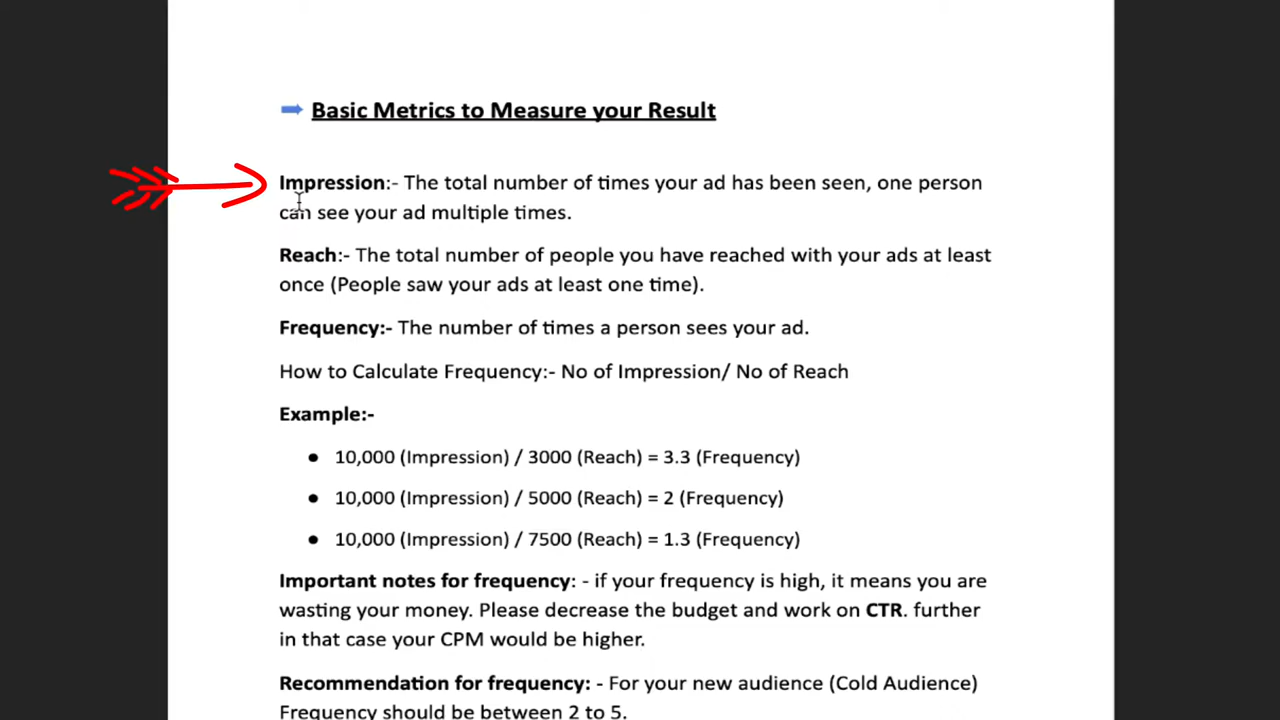 Basic Metrics to Measure your Result
Impression:- The total number of times your ad has been seen, one person
can see your ad multiple times.
Reach:- The total number of people you have reached with your ads at least
once (People saw your ads at least one time).
Frequency:- The number of times a person sees your ad.
How to Calculate Frequency:- No of Impression/ No of Reach
Example:-
● 10,000 (Impression) / 3000 (Reach) = 3.3 (Frequency)
● 10,000 (Impression) / 5000 (Reach) = 2 (Frequency)
● 10,000 (Impression) / 7500 (Reach) = 1.3 (Frequency)
Important notes for frequency: - if your frequency is high, it means you are
wasting your money. Please decrease the budget and work on CTR. further
in that case your CPM would be higher.
Recommendation for frequency: - For your new audience (Cold Audience)
Frequency should be between 2 to 5.